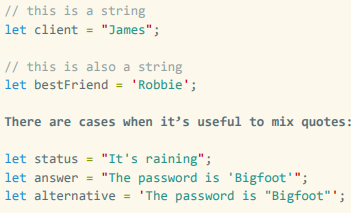 // this is a string
let client = "James";
// this is also a string
let bestFriend = 'Robbie';
There are cases when it’s useful to mix quotes:
let status = "It's raining";
let answer = "The password is 'Bigfoot'";
let alternative = 'The password is "Bigfoot"';